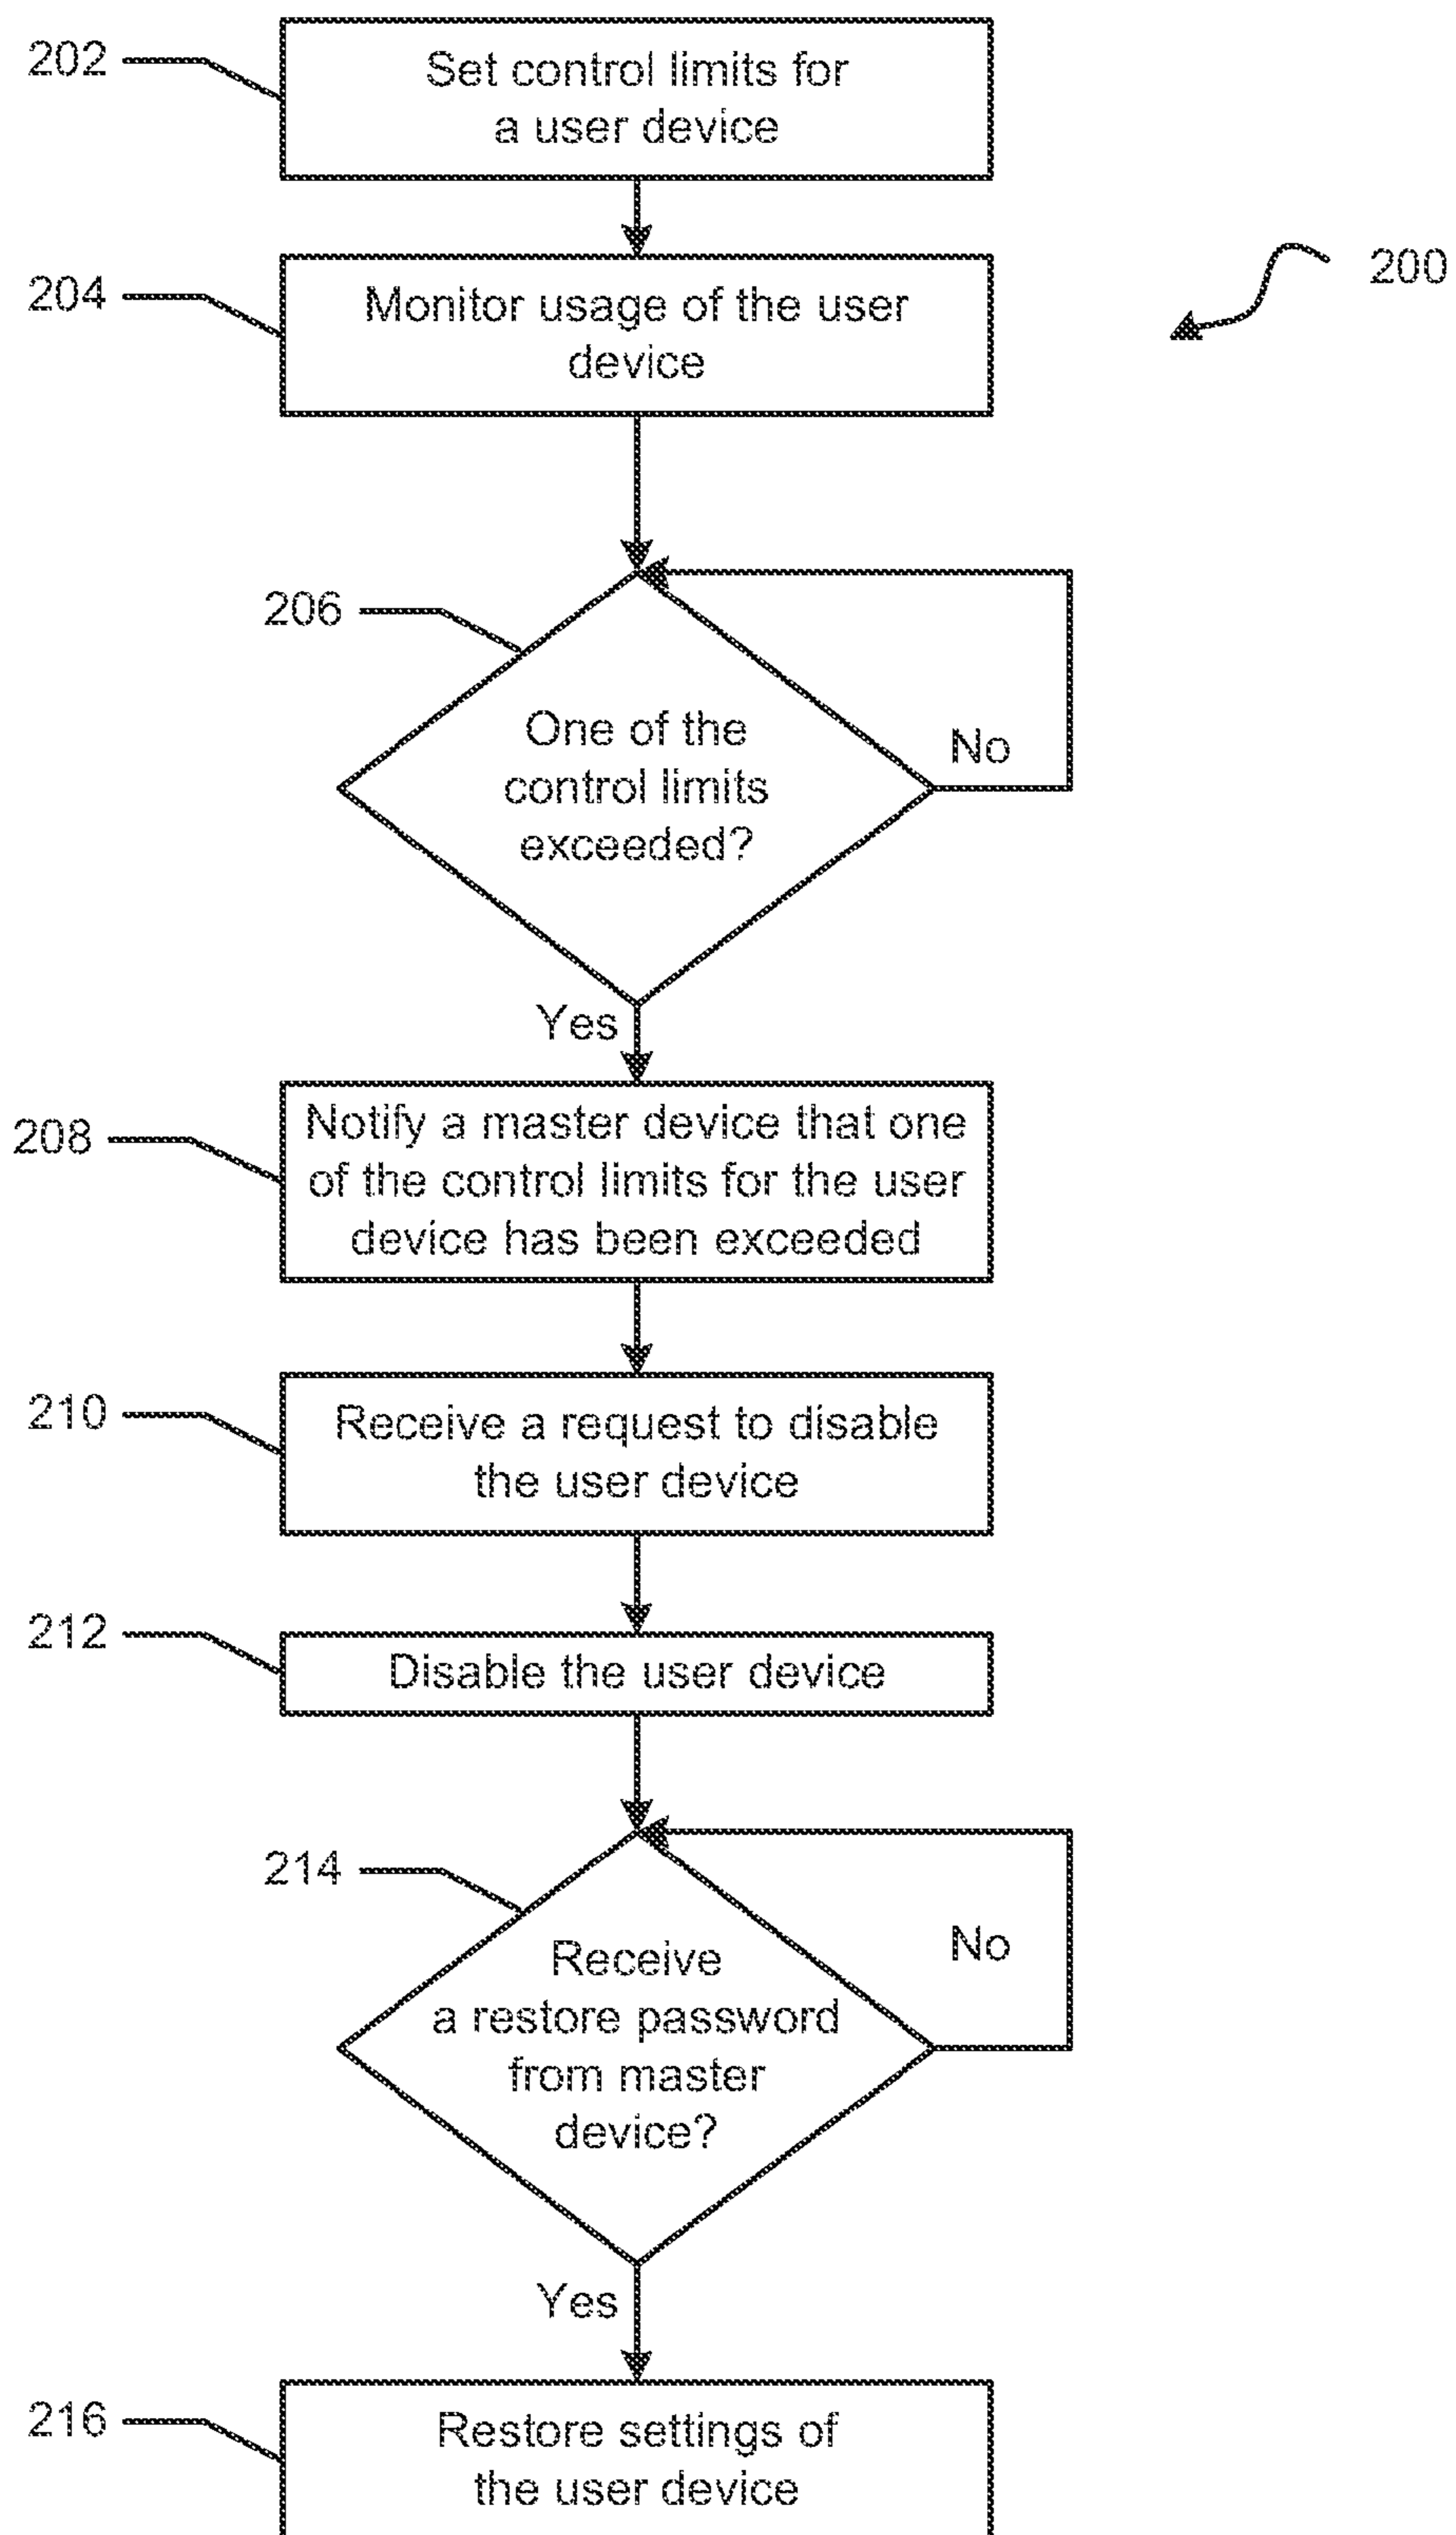 202
Set control limits for
a user device
204
Monitor usage of the user
device
200
206
One of the
control limits
exceeded?
No
Yes
208
Notify a master device that one
of the control limits for the user
device has been exceeded
210
Receive a request to disable
the user device
212
Disable the user device
214
Receive
a restore password
from master
device?
No
Yes
216
Restore settings of
the user device